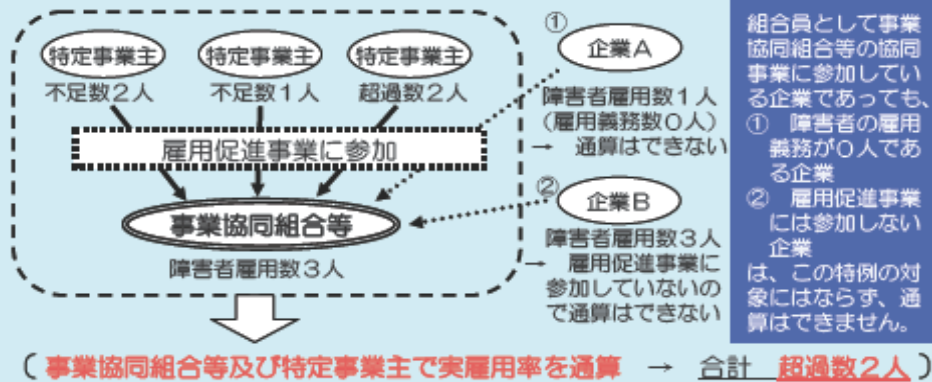 特定事業主
不足数2人
特定事業主
不足数1人
特定事業主
超過数2人
雇用促進事業に参加
事業協同組合等
障害者雇用数3人
①
企業A
障害者雇用数1人
(雇用義務数0人)
→ 通算はできない
②
企業B
障害者雇用数3人
→ 雇用促進事業に
参加していないの
で通算はできない
組合員として事業
協同組合等の協同
事業に参加してい
る企業であっても、
① 障害者の雇用
義務が0人であ
る企業
② 雇用促進事業
には参加しない
企業
は、この特例の対
象にはならず、通
算はできません。
(事業協同組合等及び特定事業主で実雇用率を通算 → 合計 超過数2人)